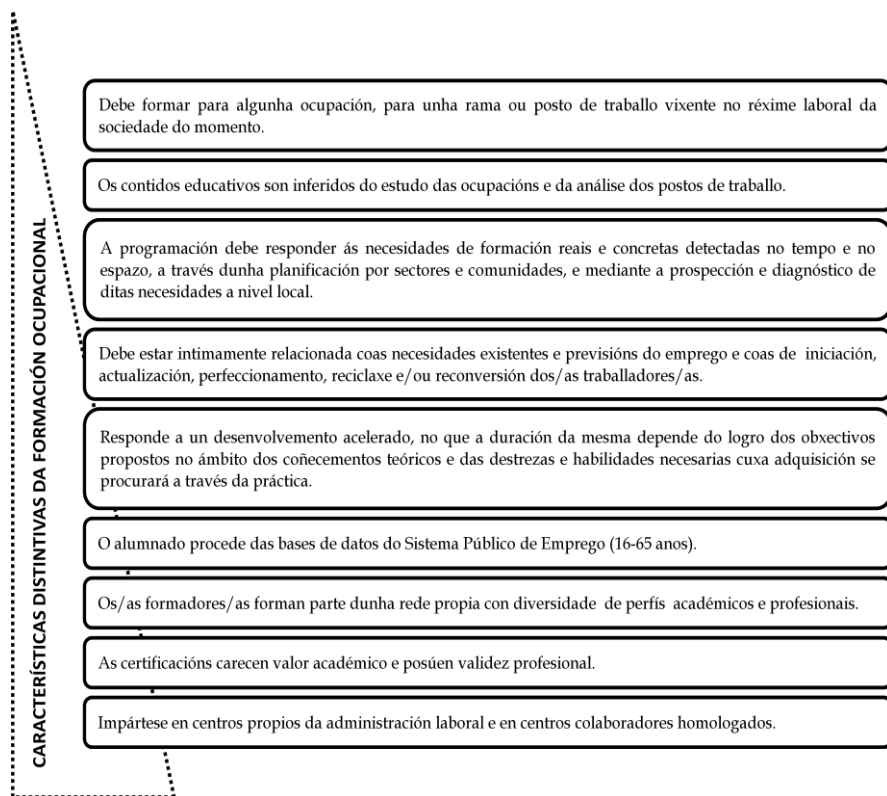 CARACTERÍSTICAS DISTINTIVAS DA FORMACIÓN OCUPACIONAL
Debe formar para algunha ocupación, para unha rama ou posto de traballo vixente no réxime laboral da
sociedade do momento.
Os contidos educativos son inferidos do estudo das ocupacións e da análise dos postos de traballo.
A programación debe responder ás necesidades de formación reais e concretas detectadas no tempo e no
espazo, a través dunha planificación por sectores e comunidades, e mediante a prospección e diagnóstico de
ditas necesidades a nivel local.
Debe estar intimamente relacionada coas necesidades existentes e previsións do emprego e coas de iniciación,
actualización, perfeccionamento, reciclaxe e/ou reconversión dos/as traballadores/as.
Responde a un desenvolvemento acelerado, no que a duración da mesma depende do logro dos obxectivos
propostos no ámbito dos coñecementos teóricos e das destrezas e habilidades necesarias cuxa adquisición se
procurará a través da práctica.
O alumnado procede das bases de datos do Sistema Público de Emprego (16-65 anos).
Os/as formadores/as forman parte dunha rede propia con diversidade de perfís académicos e profesionais.
As certificacións carecen valor académico e posúen validez profesional.
Impártese en centros propios da administración laboral e en centros colaboradores homologados.